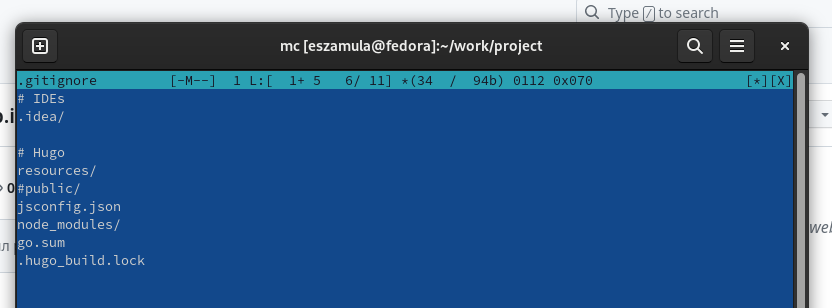 Type / to search
mc [eszamula@fedora]:~/work/project
.gitignore [-M--] 1 L:[ 1+ 5 6/ 11] *(34 / 94b) 0112 0x070 [*][X]
# IDEs
.idea/
# Hugo
resources/
#public/
jsconfig.json
node_modules/
go.sum
.hugo_build.lock